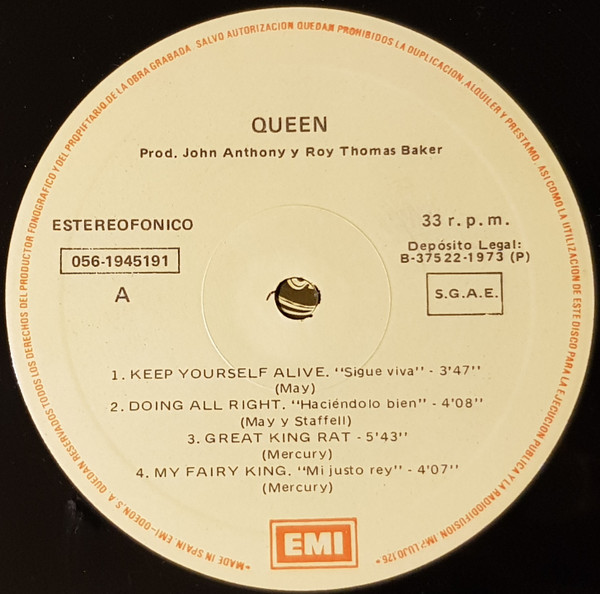 QUEEN
Prod. John Anthony y Roy Thomas Baker
ESTEREOFONICO
33 r.p.m.
056-1945191
Depósito Legal:
B-37522-1973 (P)
A
S.G.A.E.
1. KEEP YOURSELF ALIVE. "Sigue viva" - 3'47"
(May)
2. DOING ALL RIGHT. "Haciéndolo bien" - 4'08"
(May y Staffell)
3. GREAT KING RAT - 5'43"
(Mercury)
4. MY FAIRY KING. "Mi justo rey" - 4'07"
(Mercury)
EMI
*MADE IN SPAIN. EMI-ODEON, S.A. QUEDAN RESERVADOS TODOS LOS DERECHOS DEL PRODUCTOR FONOGRAFICO Y DEL PROPIETARIO DE LA OBRA GRABADA. SALVO AUTORIZACION QUEDAN PROHIBIDOS LA DUPLICACION, ALQUILER Y PRESTAMO, ASI COMO LA UTILIZACION DE ESTE DISCO PARA LA EJECUCION PUBLICA Y LA RADIODIFUSION. IMP. LUJO, 126*